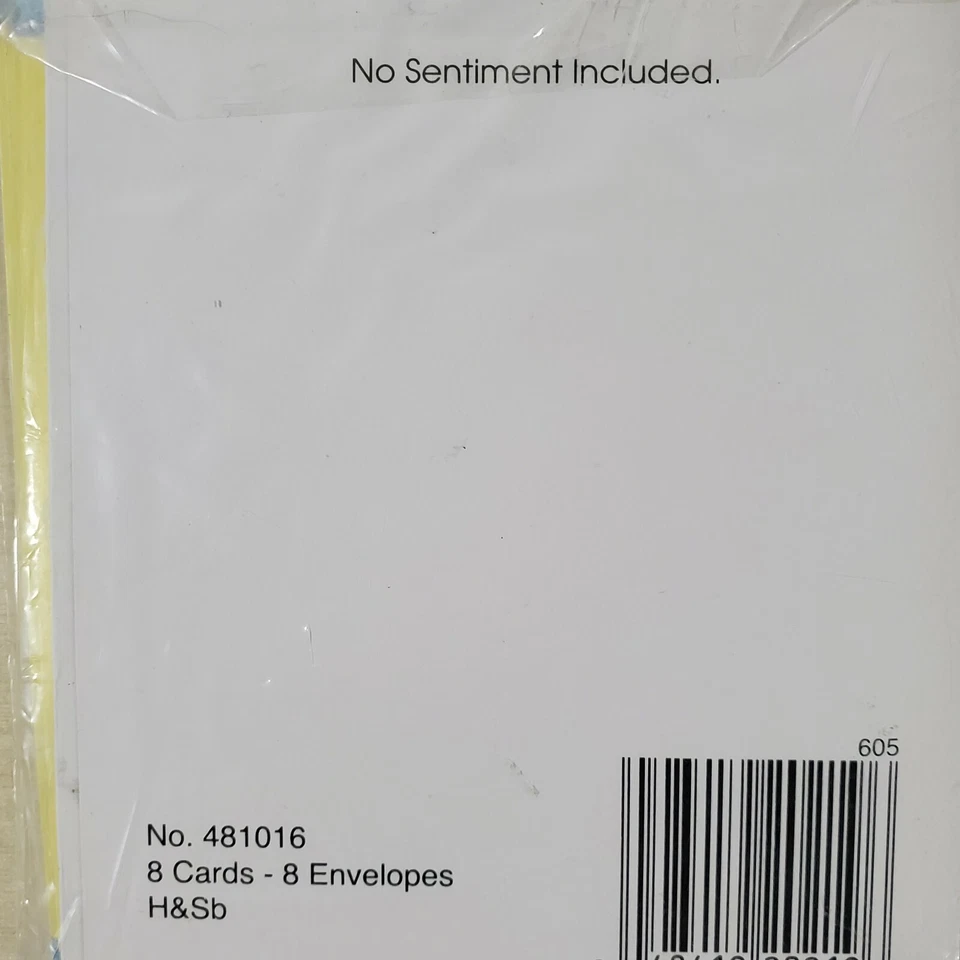 No Sentiment Included.
605
No. 481016
8 Cards - 8 Envelopes
H&Sb